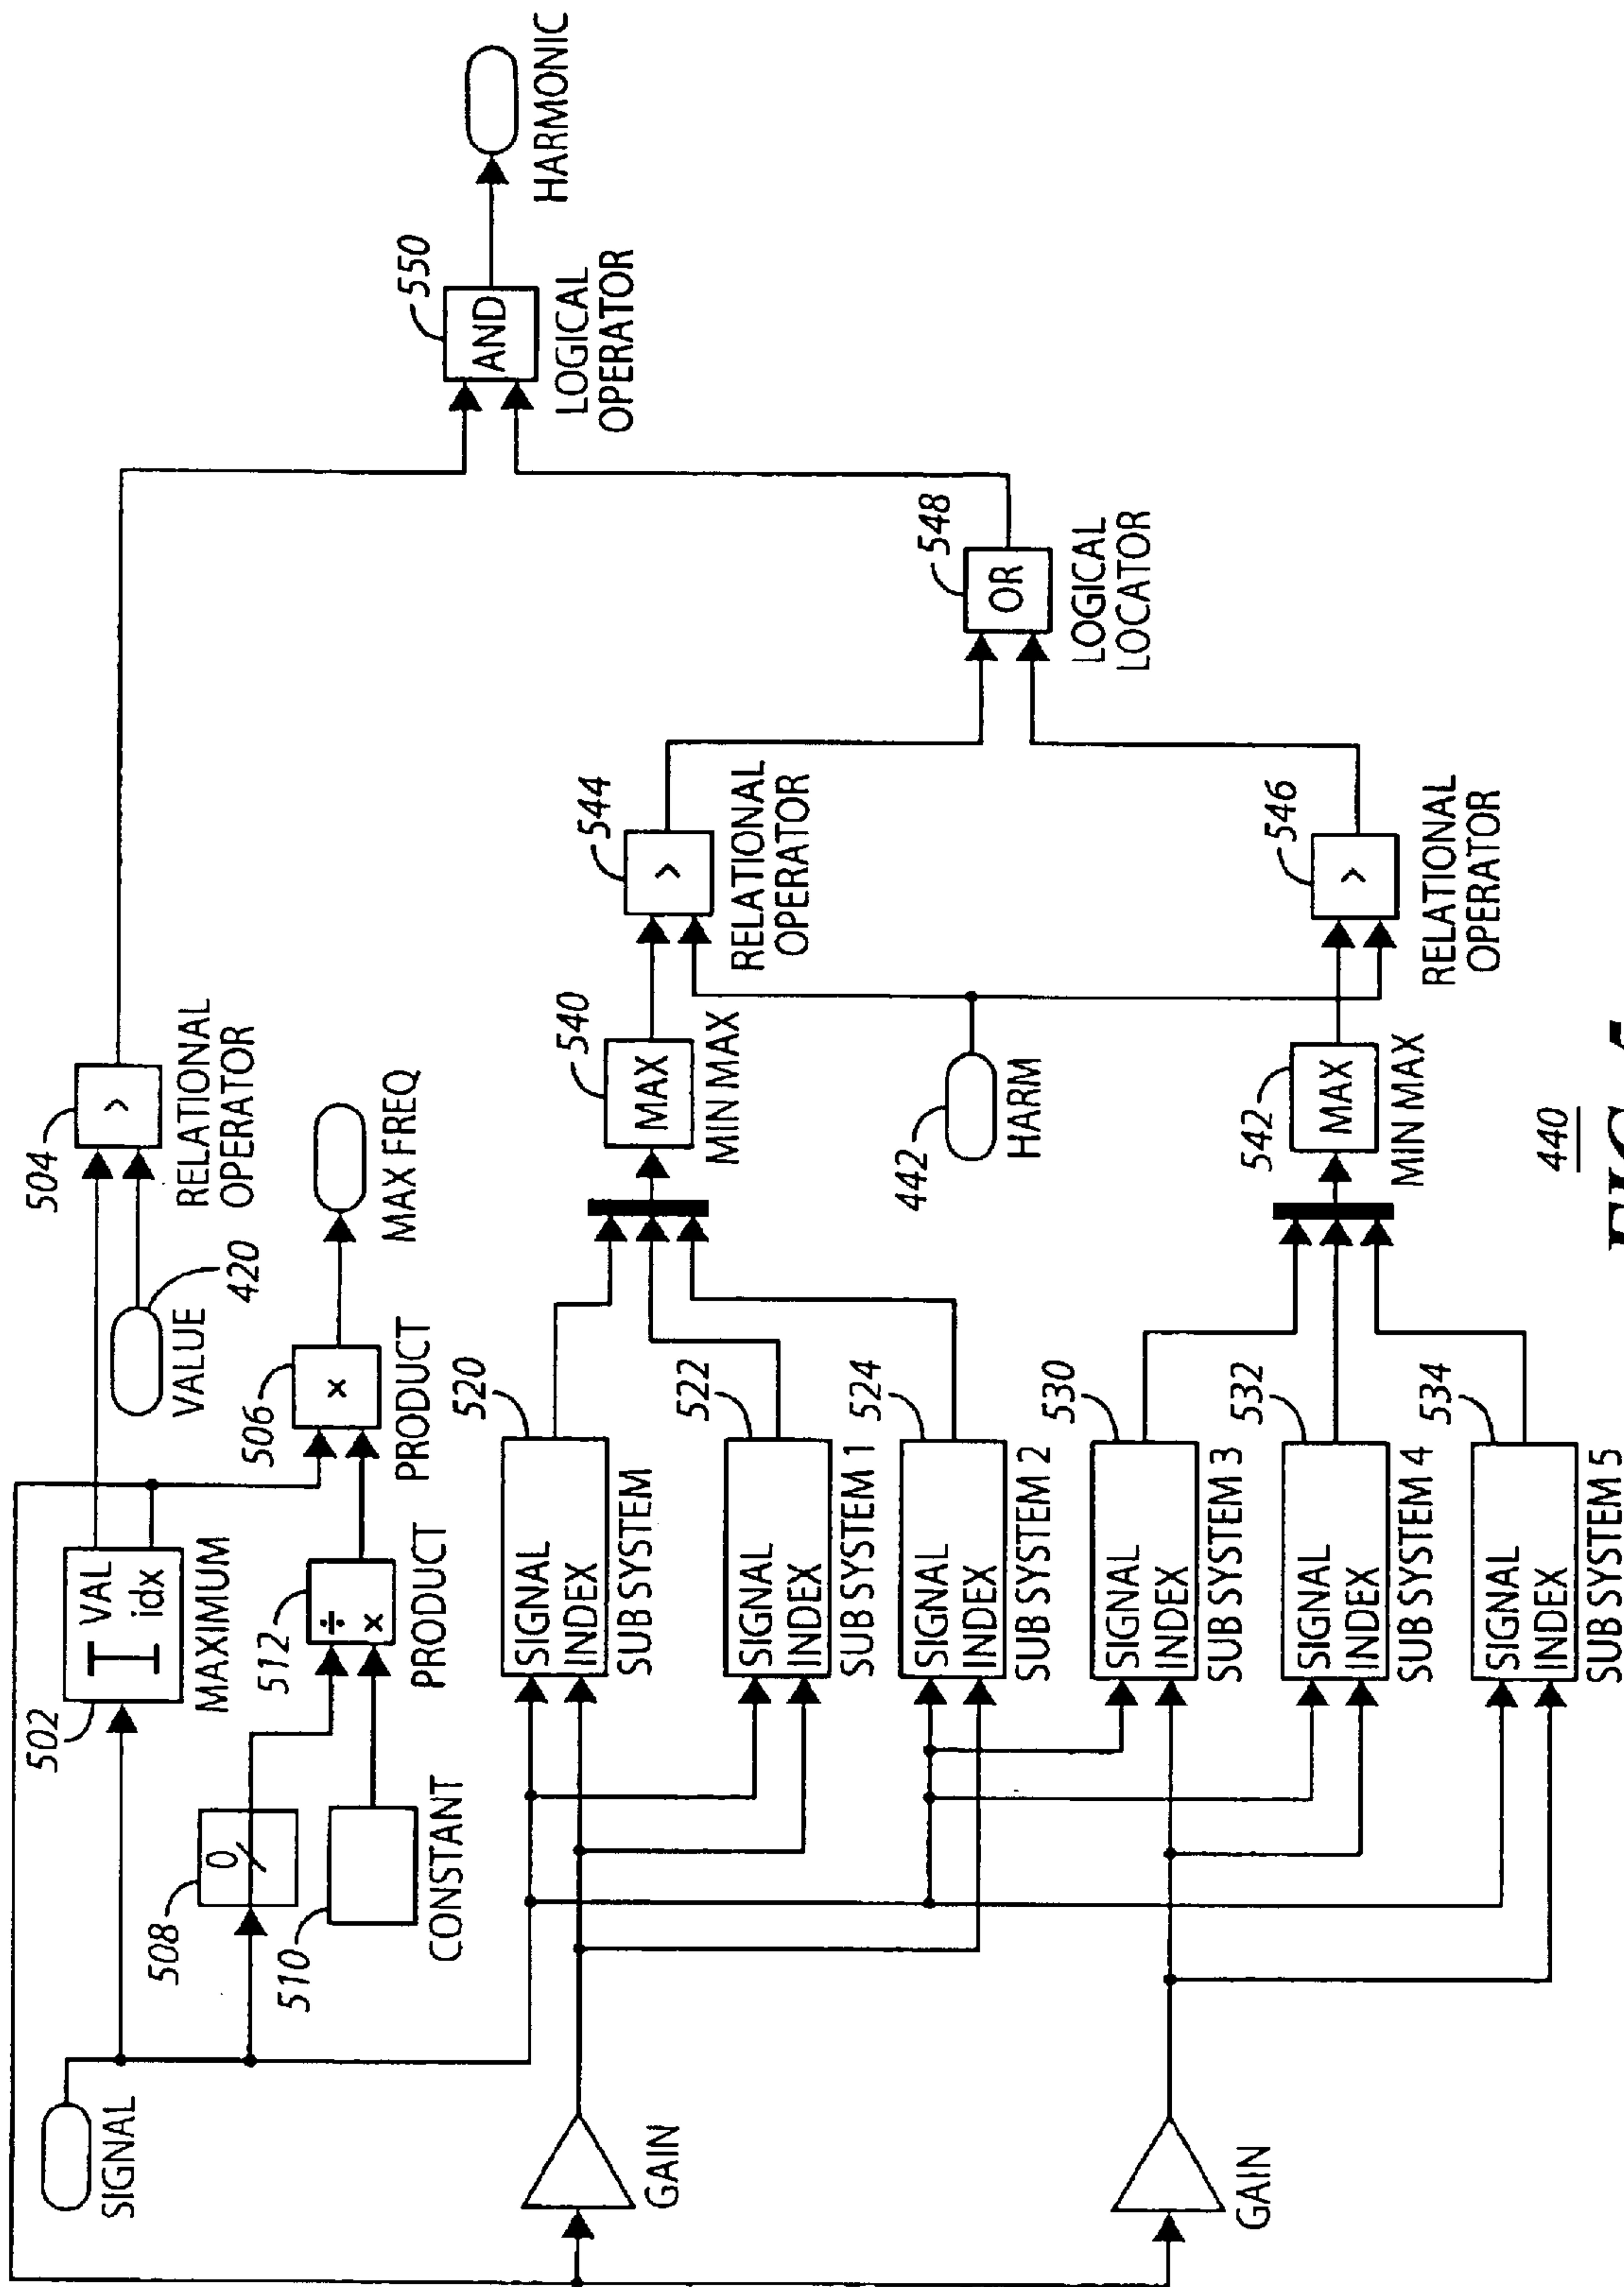 SIGNAL
502
VAL
idx
MAXIMUM
504
>
RELATIONAL
OPERATOR
VALUE
420
508
0
510
CONSTANT
512
÷
×
PRODUCT
506
×
PRODUCT
MAX FREQ
GAIN
GAIN
520
SIGNAL
INDEX
SUB SYSTEM
522
SIGNAL
INDEX
SUB SYSTEM 1
524
SIGNAL
INDEX
SUB SYSTEM 2
530
SIGNAL
INDEX
SUB SYSTEM 3
532
SIGNAL
INDEX
SUB SYSTEM 4
534
SIGNAL
INDEX
SUB SYSTEM 5
540
MAX
MIN MAX
442
HARM
542
MAX
MIN MAX
544
>
RELATIONAL
OPERATOR
546
>
RELATIONAL
OPERATOR
548
OR
LOGICAL
LOCATOR
550
AND
LOGICAL
OPERATOR
HARMONIC
440